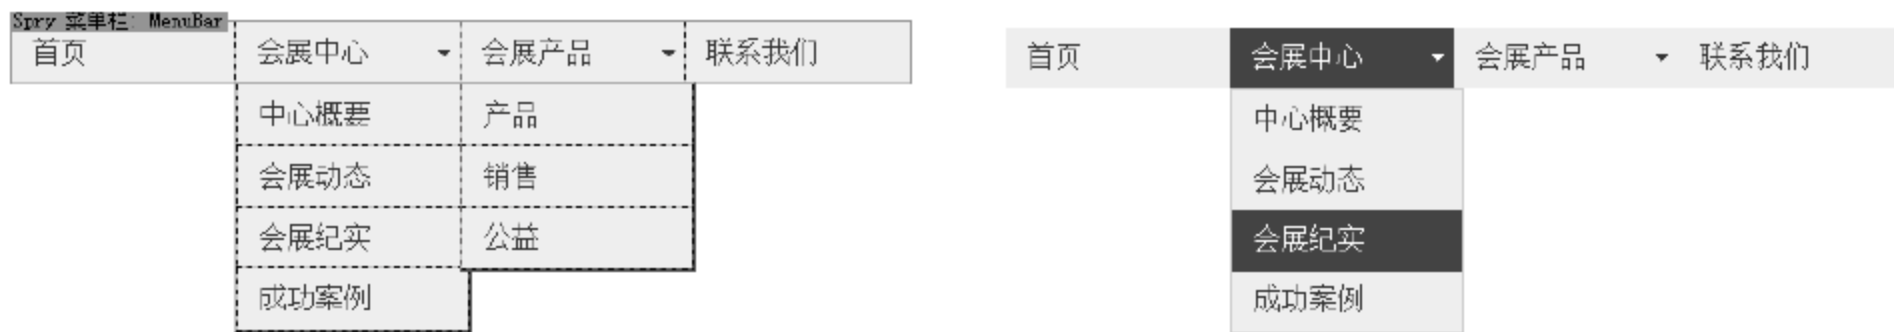 Spry 菜单栏: MenuBar
首页 会展中心 会展产品 联系我们
中心概要 产品
会展动态 销售
会展纪实 公益
成功案例
首页 会展中心 会展产品 联系我们
中心概要
会展动态
会展纪实
成功案例